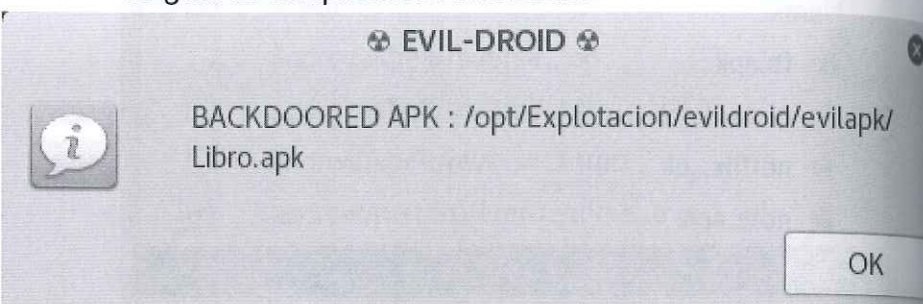 ☢ EVIL-DROID ☢
BACKDOORED APK : /opt/Explotacion/evildroid/evilapk/
Libro.apk
OK